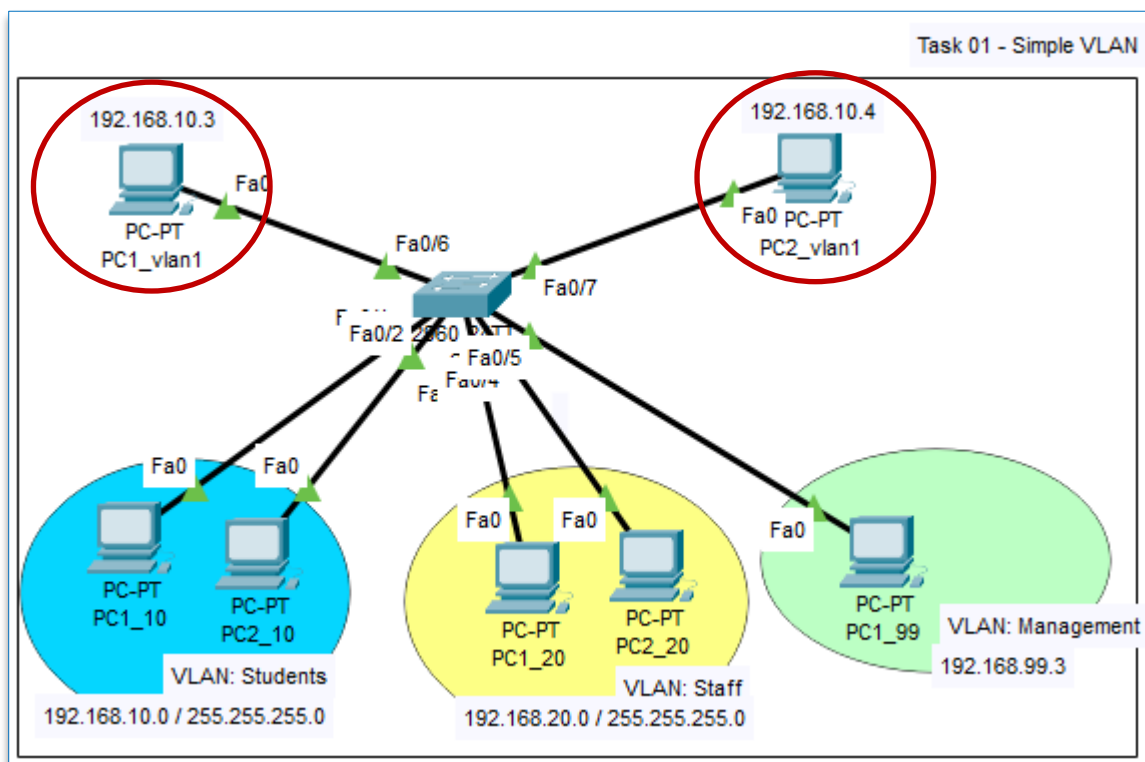 Task 01 - Simple VLAN
192.168.10.3
192.168.10.4
Fa0
Fa0
PC-PT
PC1_vlan1
PC-PT
PC2_vlan1
Fa0/6
Fa0/7
Fa0/2
Fa0/5
Fa0/4
Fa0
Fa0
Fa0
Fa0
Fa0
PC-PT
PC1_10
PC-PT
PC2_10
PC-PT
PC1_20
PC-PT
PC2_20
PC-PT
PC1_99
VLAN: Students
192.168.10.0 / 255.255.255.0
VLAN: Staff
192.168.20.0 / 255.255.255.0
VLAN: Management
192.168.99.3